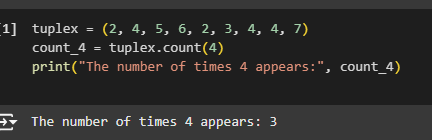 [1] tuplex = (2, 4, 5, 6, 2, 3, 4, 4, 7)
count_4 = tuplex.count(4)
print("The number of times 4 appears:", count_4)
The number of times 4 appears: 3